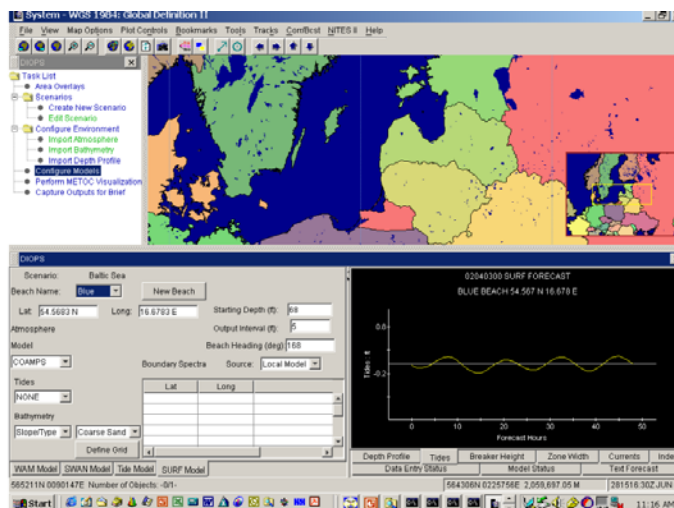 System - WGS 1984: Global Definition II
File View Map Options Plot Controls Bookmarks Tools Tracks Com/Bcst NITES II Help
DIOPS
Task List
Area Overlays
Scenarios
Create New Scenario
Edit Scenario
Configure Environment
Import Atmosphere
Import Bathymetry
Import Depth Profile
Configure Models
Perform METOC Visualization
Capture Outputs for Brief
DIOPS
Scenario: Baltic Sea
Beach Name: Blue New Beach
Lat: 54.5683 N Long: 16.6783 E Starting Depth (ft): 68
Output Interval (ft): 5
Atmosphere
Beach Heading (deg) 168
Model
COAMPS
Boundary Spectra Source: Local Model
Tides
Lat Long
NONE
Bathymetry
Slope/Type Coarse Sand
Define Grid
WAM Model SWAN Model Tide Model SURF Model
02040300 SURF FORECAST
BLUE BEACH 54.567 N 16.678 E
Tides: ft
0.8
-0.2
0 10 20 30 40 50
Forecast Hours
Depth Profile Tides Breaker Height Zone Width Currents Inde
Data Entry Status Model Status Text Forecast
565211N 0090147E Number of Objects: -0/1-
564306N 0225756E 2,059,697.05 M 281516:30Z JUN
Start 11:16 AM